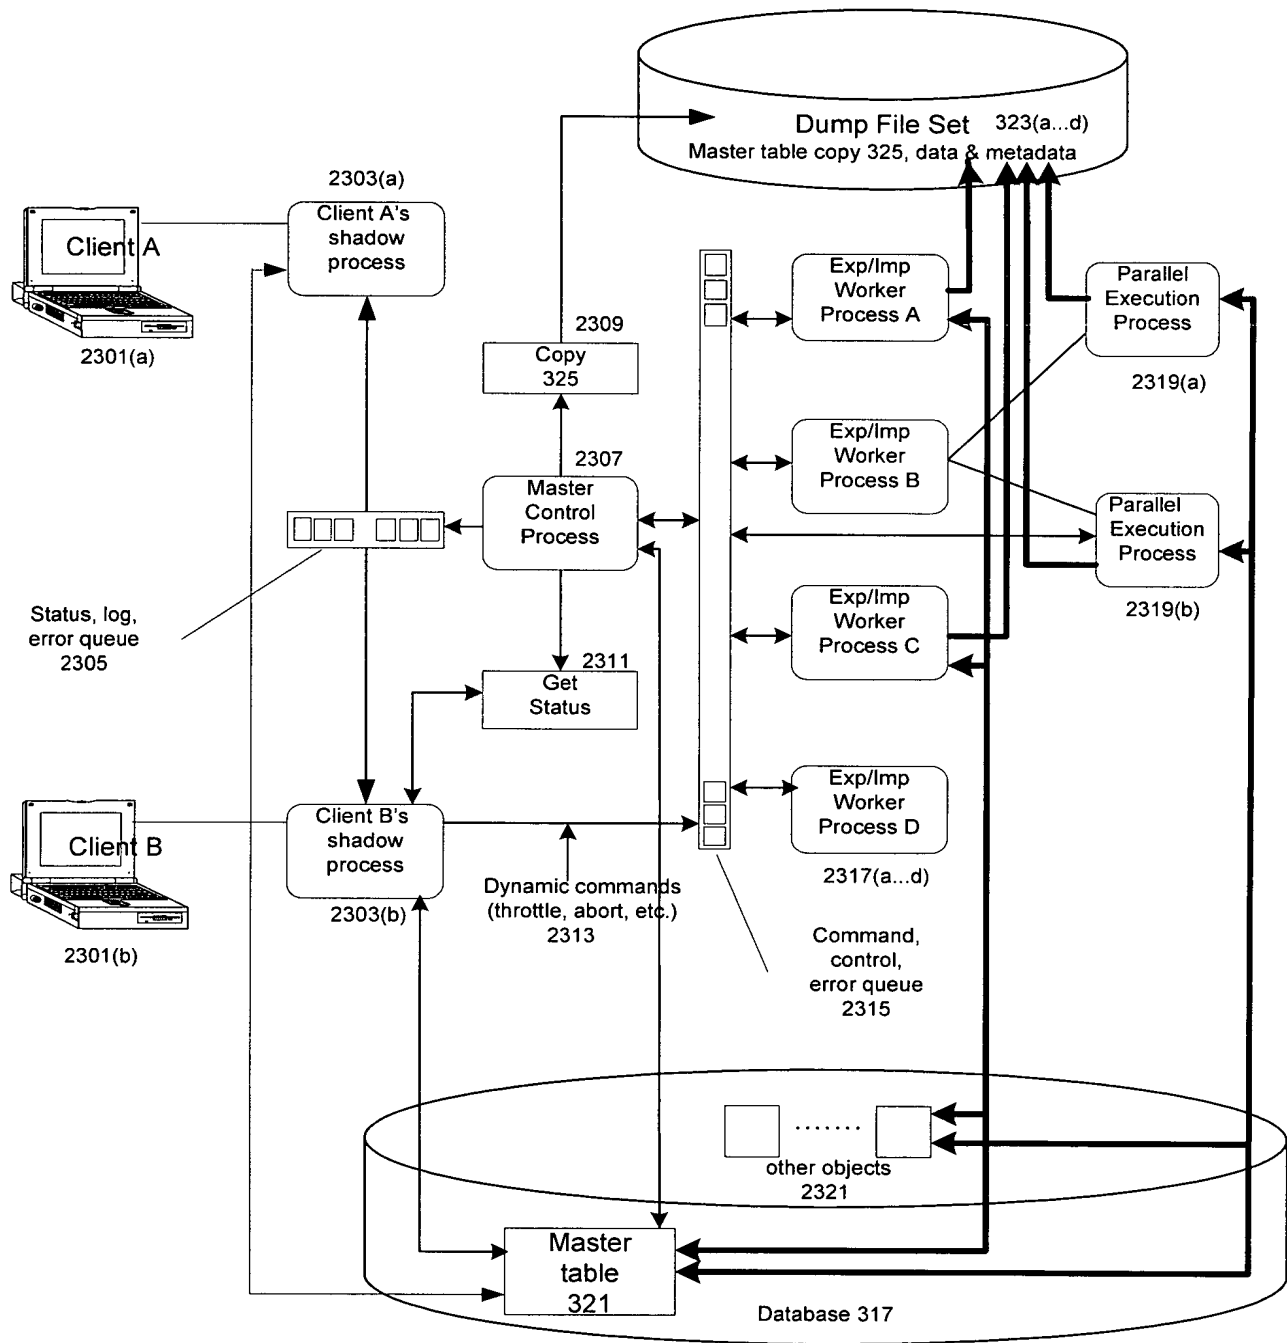 Dump File Set 323(a...d)
Master table copy 325, data & metadata
2303(a)
Client A's
shadow
process
Client A
2301(a)
2309
Copy
325
Exp/Imp
Worker
Process A
Parallel
Execution
Process
2319(a)
Exp/Imp
Worker
Process B
2307
Master
Control
Process
Parallel
Execution
Process
2319(b)
Status, log,
error queue
2305
Exp/Imp
Worker
Process C
2311
Get
Status
Exp/Imp
Worker
Process D
2317(a...d)
Client B's
shadow
process
2303(b)
Client B
2301(b)
Dynamic commands
(throttle, abort, etc.)
2313
Command,
control,
error queue
2315
.......
other objects
2321
Master
table
321
Database 317